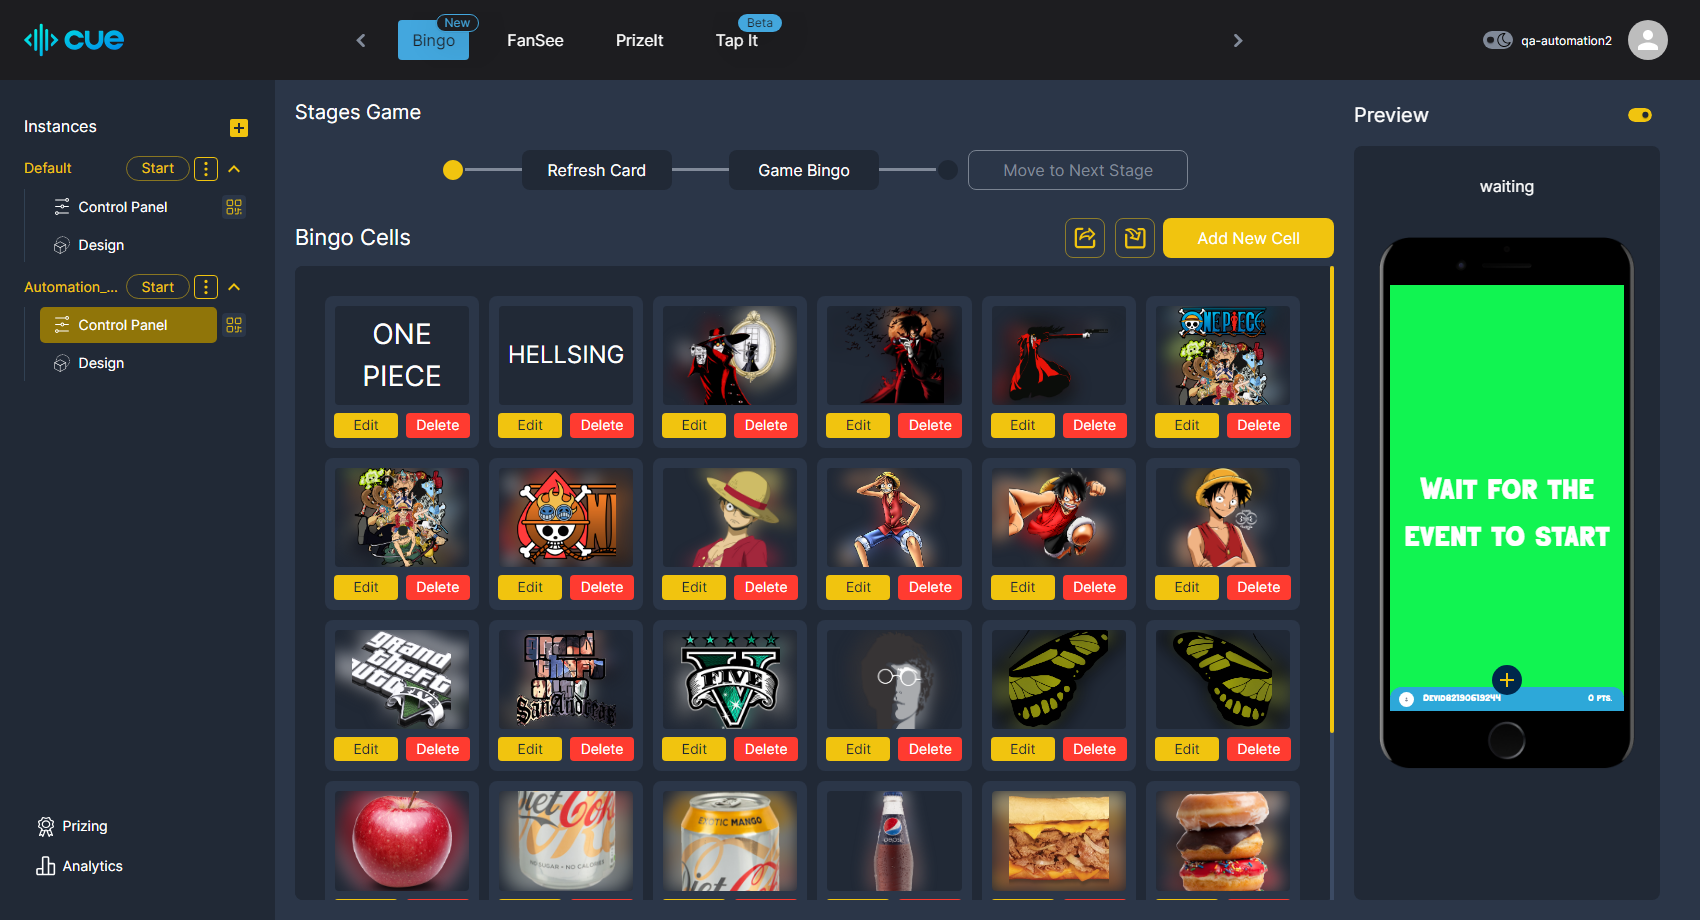 cue
Bingo
New
FanSee
PrizeIt
Tap It
Beta
qa-automation2
Instances
Default
Start
Control Panel
Design
Automation_...
Start
Control Panel
Design
Prizing
Analytics
Stages Game
Refresh Card
Game Bingo
Move to Next Stage
Bingo Cells
Add New Cell
ONE
PIECE
HELLSING
ONE PIECE
Edit Delete Edit Delete Edit Delete Edit Delete Edit Delete Edit Delete
Edit Delete Edit Delete Edit Delete Edit Delete Edit Delete Edit Delete
grand
theft
auto
FIVE
V
grand
theft
auto
SanAndreas
V
FIVE
Edit Delete Edit Delete Edit Delete Edit Delete Edit Delete Edit Delete
Diet Coke
NO SUGAR • NO CALORIES
EXOTIC MANGO
Diet Coke
pepsi
Preview
waiting
WAIT FOR THE
EVENT TO START
0 PTS.